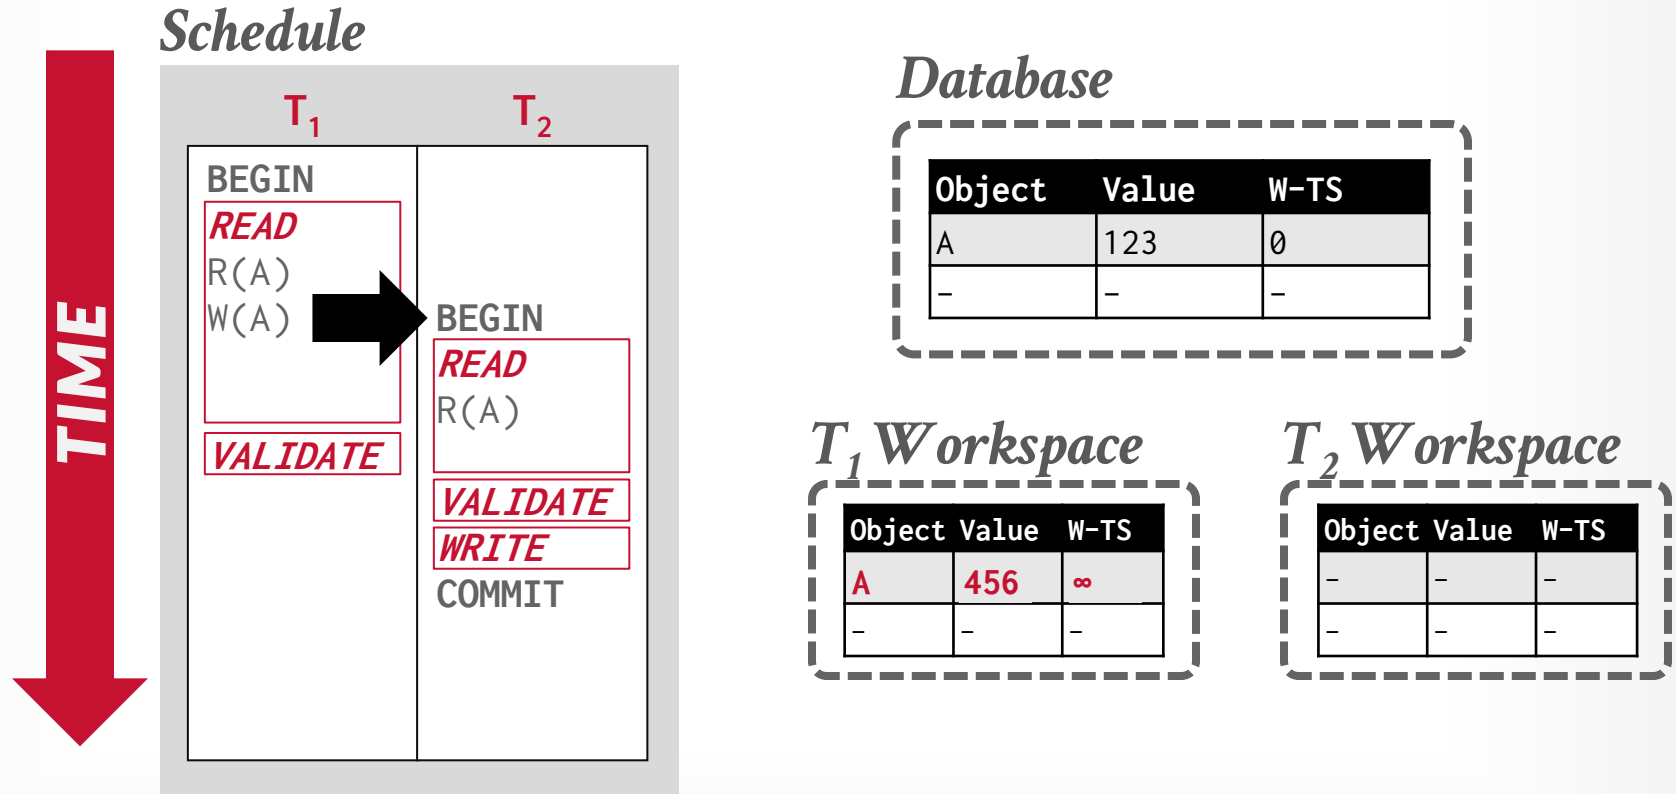 Schedule
TIME
T1 T2
BEGIN
READ
R(A)
W(A)
VALIDATE
BEGIN
READ
R(A)
VALIDATE
WRITE
COMMIT
Database
Object Value W-TS
A 123 0
- - -
T1 Workspace
Object Value W-TS
A 456 ∞
- - -
T2 Workspace
Object Value W-TS
- - -
- - -